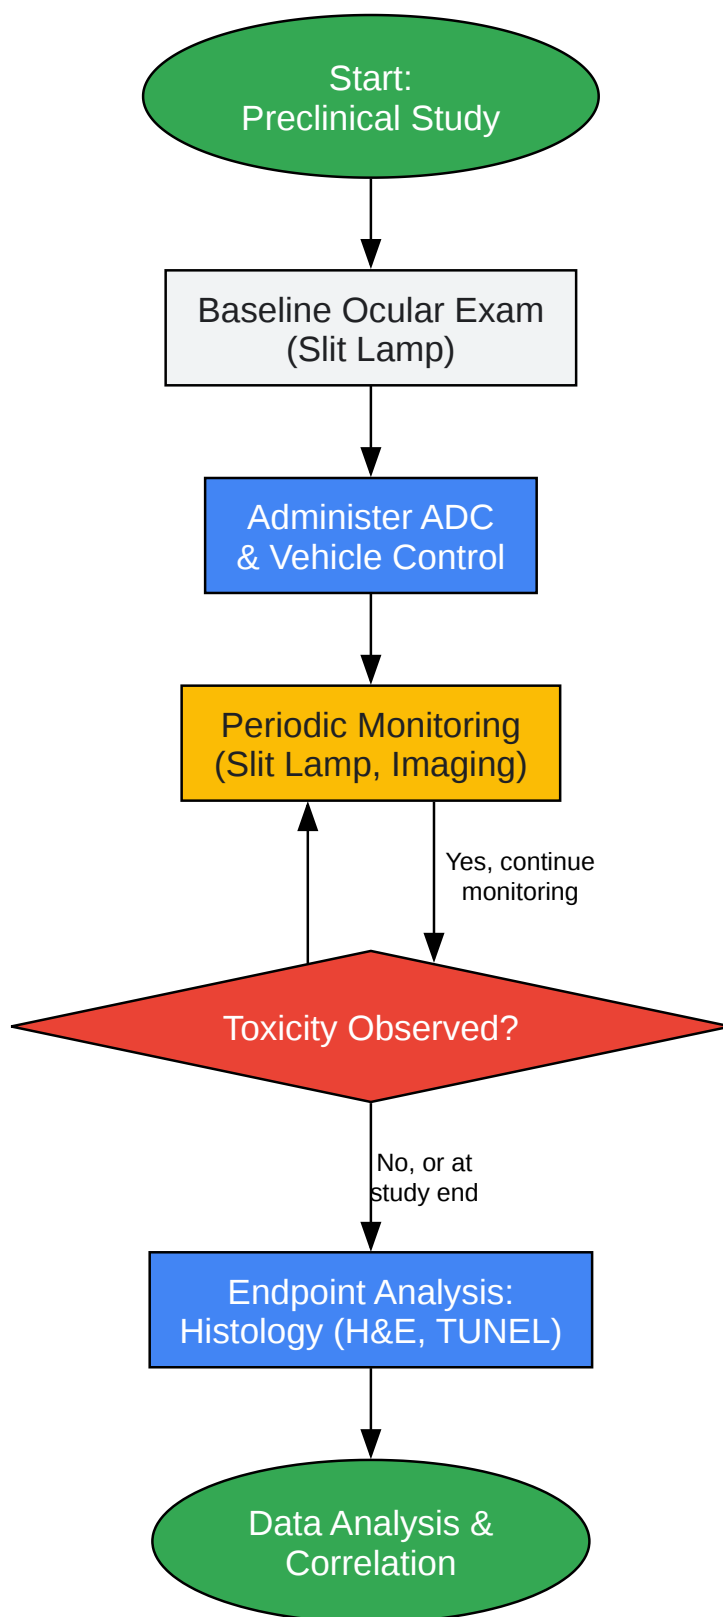 Start:
Preclinical Study
Baseline Ocular Exam
(Slit Lamp)
Administer ADC
& Vehicle Control
Periodic Monitoring
(Slit Lamp, Imaging)
Yes, continue
monitoring
Toxicity Observed?
No, or at
study end
Endpoint Analysis:
Histology (H&E, TUNEL)
Data Analysis &
Correlation